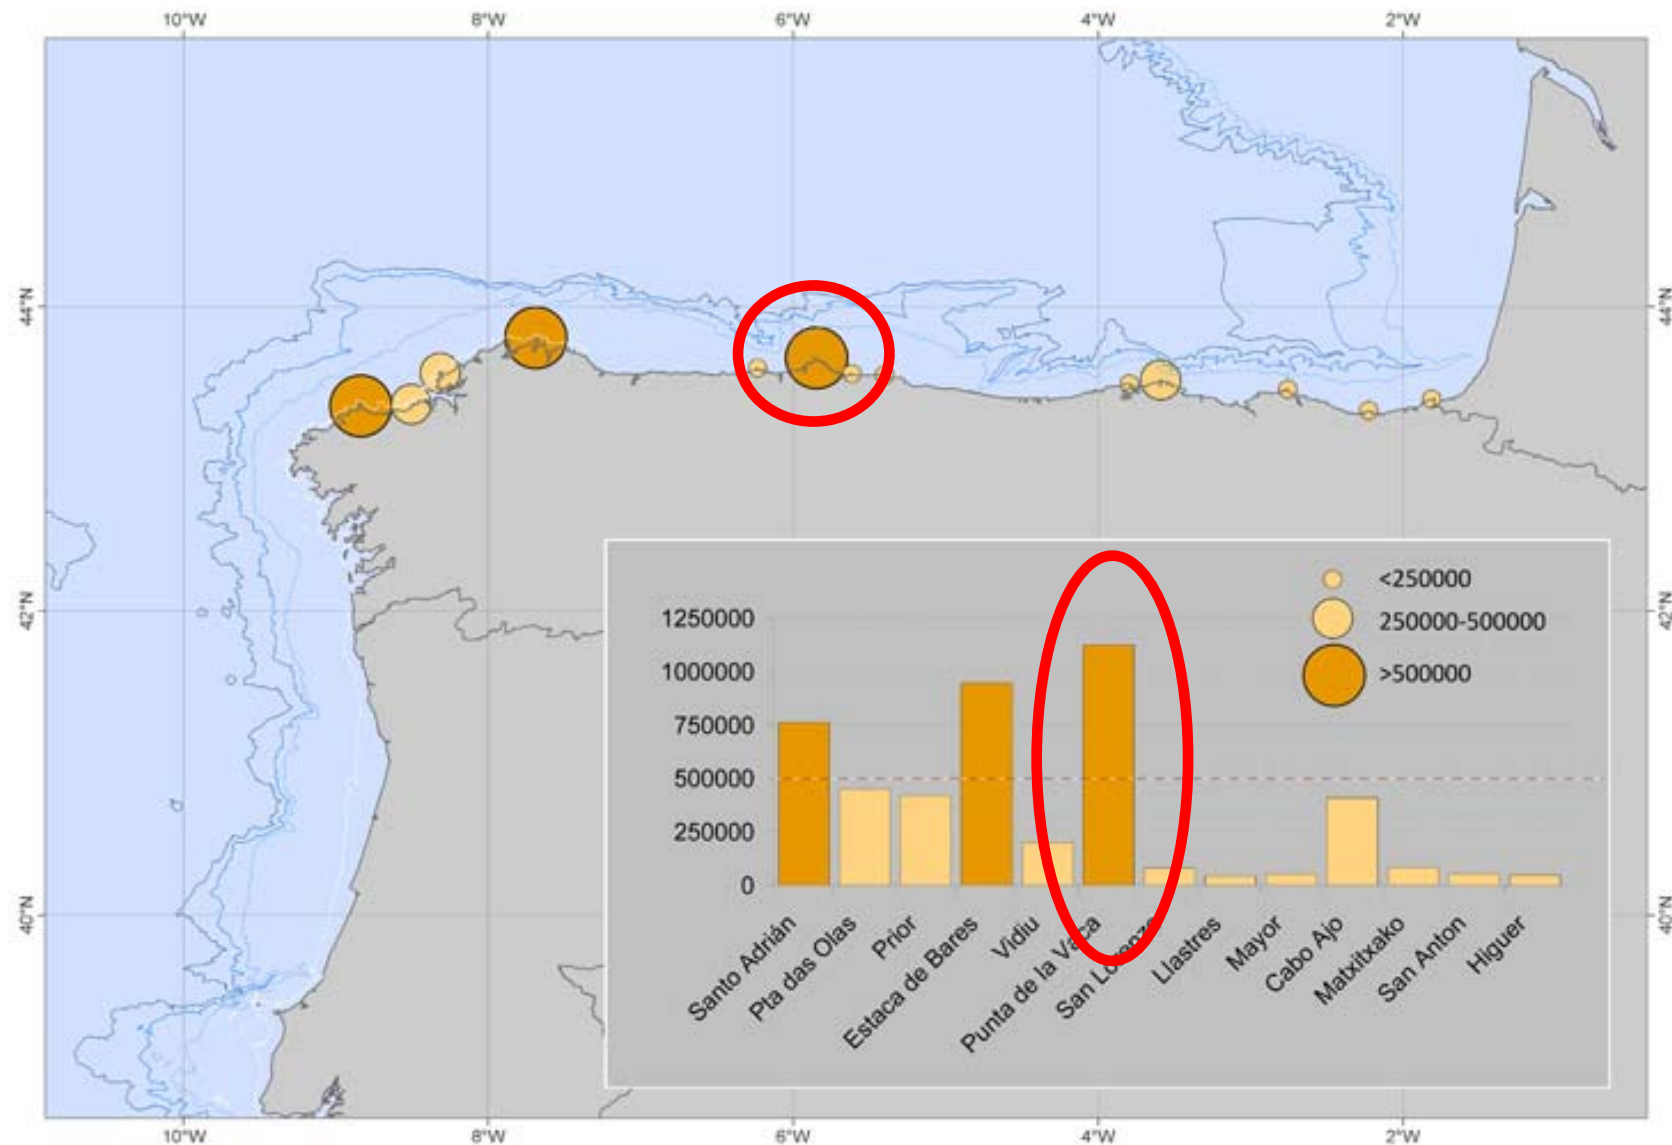 10°W 8°W 6°W 4°W 2°W
44°N 44°N
42°N 42°N
40°N 40°N
<250000
250000-500000
>500000
1250000
1000000
750000
500000
250000
0
Santo Adrián
Pta das Olas
Prior
Estaca de Bares
Vidiu
Punta de la Vaca
San Lorenzo
Llastres
Mayor
Cabo Ajo
Matxitxako
San Anton
Higuer
10°W 8°W 6°W 4°W 2°W